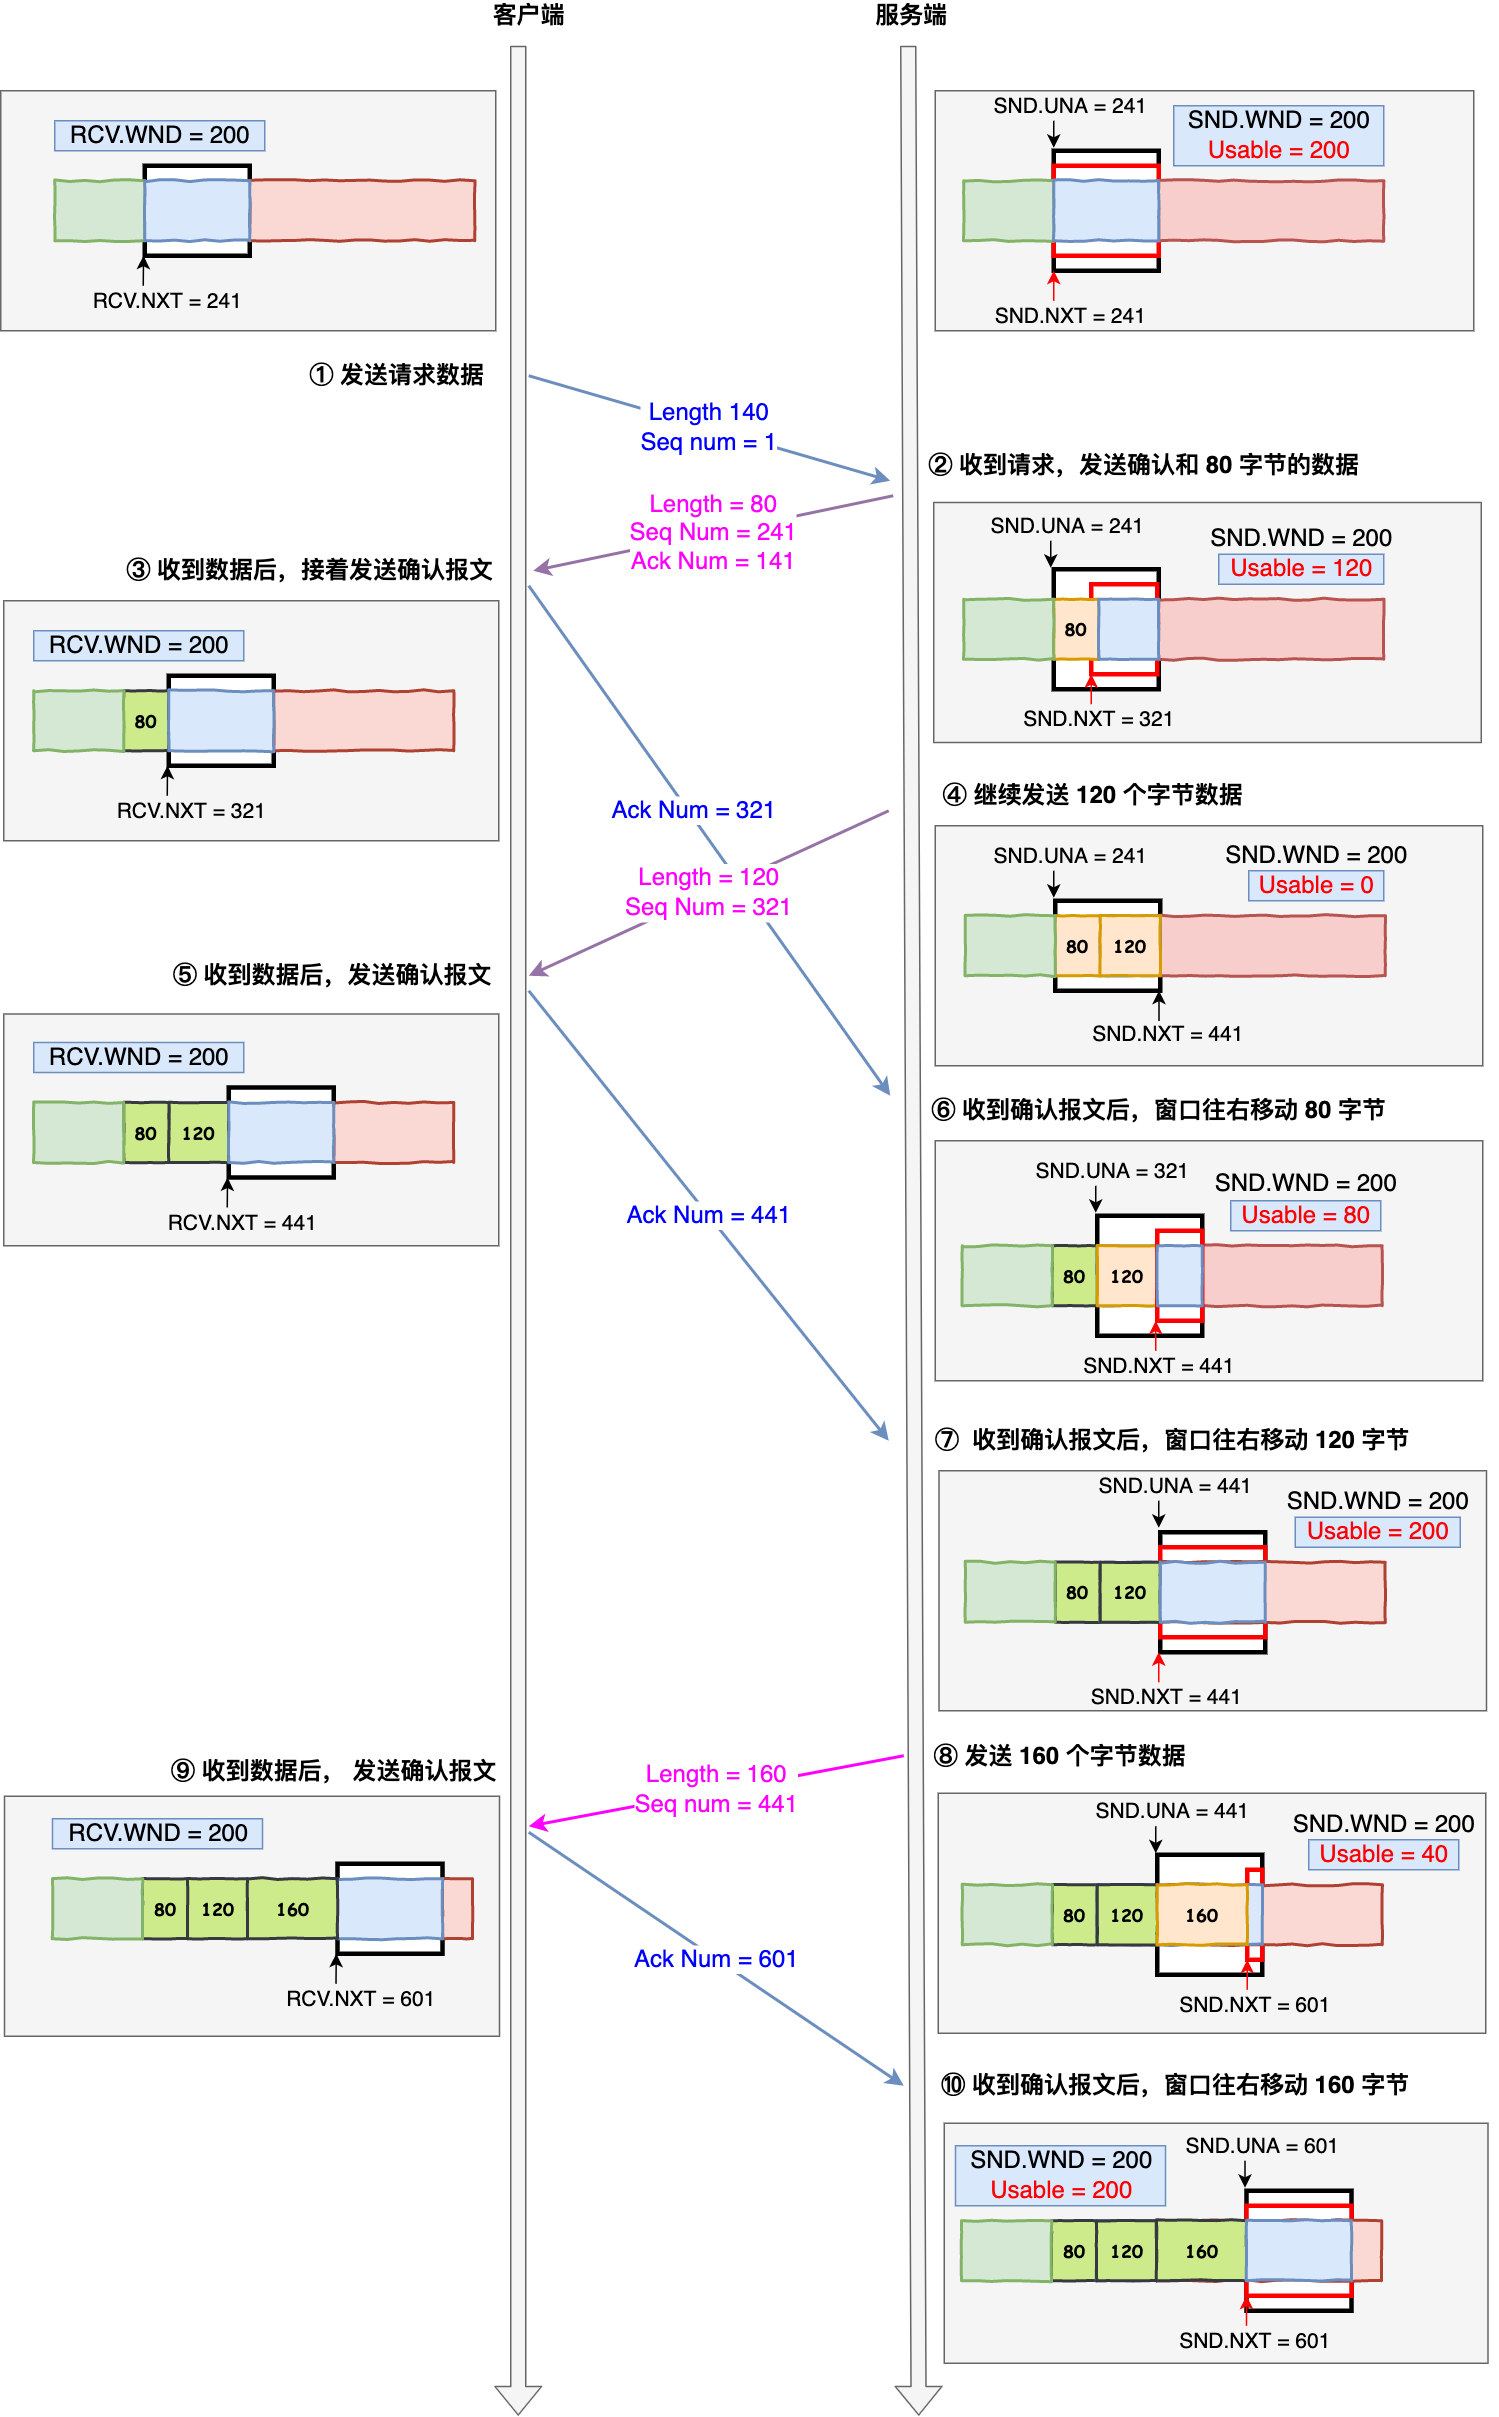 客户端
服务端
RCV.WND = 200
RCV.NXT = 241
SND.UNA = 241
SND.WND = 200
Usable = 200
SND.NXT = 241
① 发送请求数据
Length 140
Seq num = 1
② 收到请求，发送确认和 80 字节的数据
Length = 80
Seq Num = 241
Ack Num = 141
SND.UNA = 241
SND.WND = 200
Usable = 120
80
SND.NXT = 321
③ 收到数据后，接着发送确认报文
RCV.WND = 200
80
RCV.NXT = 321
Ack Num = 321
④ 继续发送 120 个字节数据
Length = 120
Seq Num = 321
SND.UNA = 241
SND.WND = 200
Usable = 0
80
120
SND.NXT = 441
⑤ 收到数据后，发送确认报文
RCV.WND = 200
80
120
RCV.NXT = 441
⑥ 收到确认报文后，窗口往右移动 80 字节
SND.UNA = 321
SND.WND = 200
Usable = 80
80
120
SND.NXT = 441
Ack Num = 441
⑦ 收到确认报文后，窗口往右移动 120 字节
SND.UNA = 441
SND.WND = 200
Usable = 200
80
120
SND.NXT = 441
⑧ 发送 160 个字节数据
Length = 160
Seq num = 441
SND.UNA = 441
SND.WND = 200
Usable = 40
80
120
160
SND.NXT = 601
⑨ 收到数据后， 发送确认报文
RCV.WND = 200
80
120
160
RCV.NXT = 601
Ack Num = 601
⑩ 收到确认报文后，窗口往右移动 160 字节
SND.WND = 200
Usable = 200
SND.UNA = 601
80
120
160
SND.NXT = 601